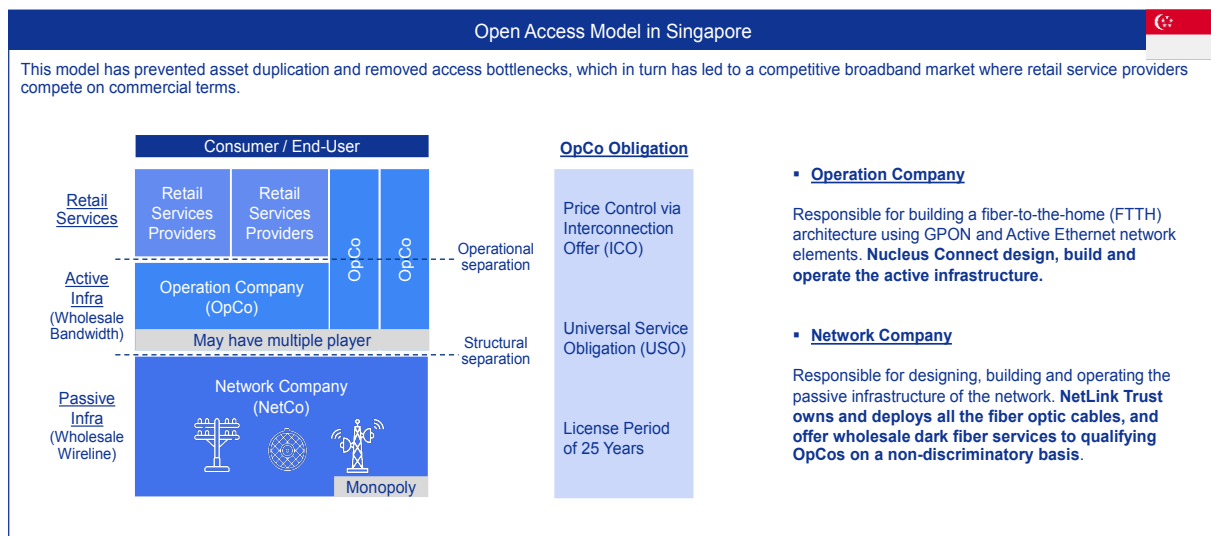 Open Access Model in Singapore
This model has prevented asset duplication and removed access bottlenecks, which in turn has led to a competitive broadband market where retail service providers
compete on commercial terms.
Consumer / End-User
Retail
Services
Retail
Services
Providers
Retail
Services
Providers
OpCo
OpCo
Operational
separation
Active
Infra
(Wholesale
Bandwidth)
Operation Company
(OpCo)
May have multiple player
Structural
separation
Passive
Infra
(Wholesale
Wireline)
Network Company
(NetCo)
Monopoly
OpCo Obligation
Price Control via
Interconnection
Offer (ICO)
Universal Service
Obligation (USO)
License Period
of 25 Years
▪ Operation Company
Responsible for building a fiber-to-the-home (FTTH)
architecture using GPON and Active Ethernet network
elements. Nucleus Connect design, build and
operate the active infrastructure.
▪ Network Company
Responsible for designing, building and operating the
passive infrastructure of the network. NetLink Trust
owns and deploys all the fiber optic cables, and
offer wholesale dark fiber services to qualifying
OpCos on a non-discriminatory basis.